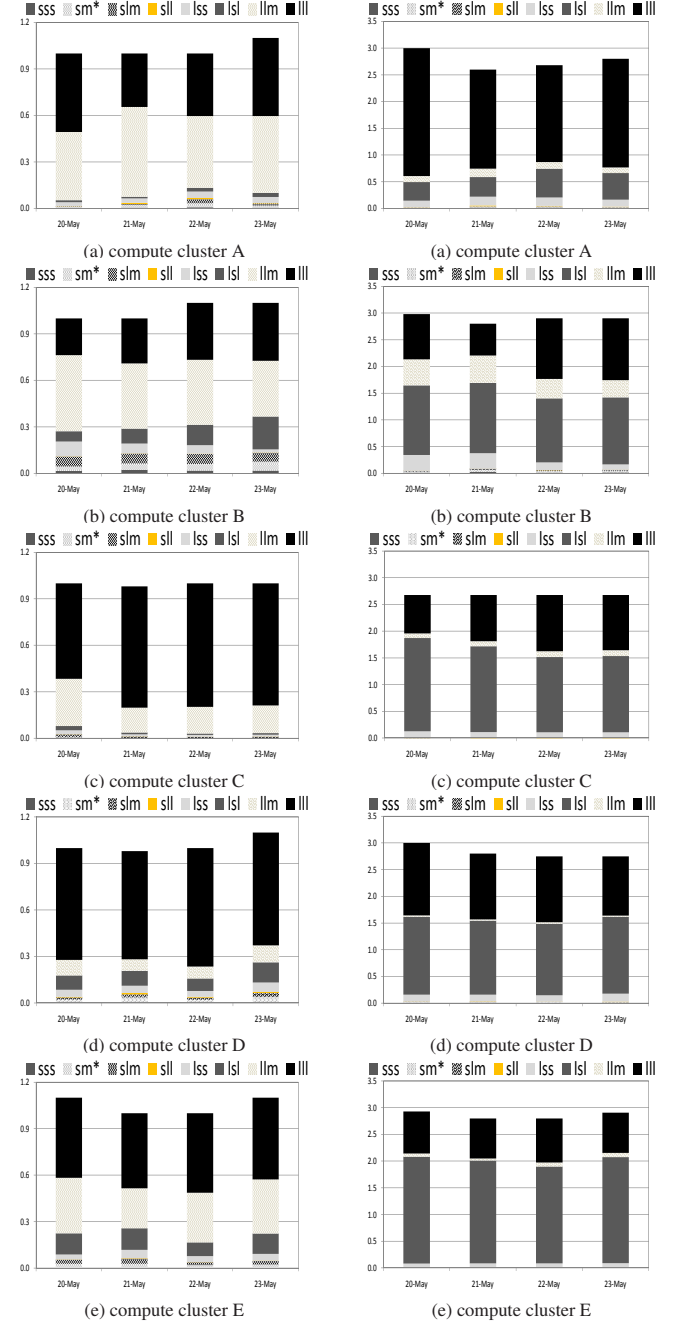 sss sm* slm sll lss lsl llm lll
1.2
0.9
0.6
0.3
0.0
20-May 21-May 22-May 23-May
(a) compute cluster A
sss sm* slm sll lss lsl llm lll
3.5
3.0
2.5
2.0
1.5
1.0
0.5
0.0
20-May 21-May 22-May 23-May
(a) compute cluster A
sss sm* slm sll lss lsl llm lll
1.2
0.9
0.6
0.3
0.0
20-May 21-May 22-May 23-May
(b) compute cluster B
sss sm* slm sll lss lsl llm lll
3.5
3.0
2.5
2.0
1.5
1.0
0.5
0.0
20-May 21-May 22-May 23-May
(b) compute cluster B
sss sm* slm sll lss lsl llm lll
1.2
0.9
0.6
0.3
0.0
20-May 21-May 22-May 23-May
(c) compute cluster C
sss sm* slm sll lss lsl llm lll
3.5
3.0
2.5
2.0
1.5
1.0
0.5
0.0
20-May 21-May 22-May 23-May
(c) compute cluster C
sss sm* slm sll lss lsl llm lll
1.2
0.9
0.6
0.3
0.0
20-May 21-May 22-May 23-May
(d) compute cluster D
sss sm* slm sll lss lsl llm lll
3.5
3.0
2.5
2.0
1.5
1.0
0.5
0.0
20-May 21-May 22-May 23-May
(d) compute cluster D
sss sm* slm sll lss lsl llm lll
1.2
0.9
0.6
0.3
0.0
20-May 21-May 22-May 23-May
(e) compute cluster E
sss sm* slm sll lss lsl llm lll
3.5
3.0
2.5
2.0
1.5
1.0
0.5
0.0
20-May 21-May 22-May 23-May
(e) compute cluster E